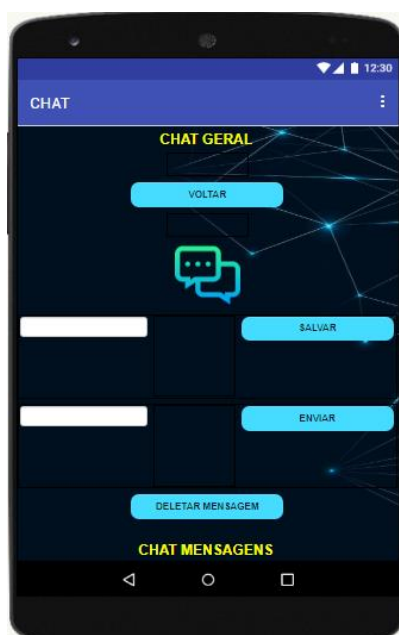 12:30
CHAT
CHAT GERAL
VOLTAR
SALVAR
ENVIAR
DELETAR MENSAGEM
CHAT MENSAGENS